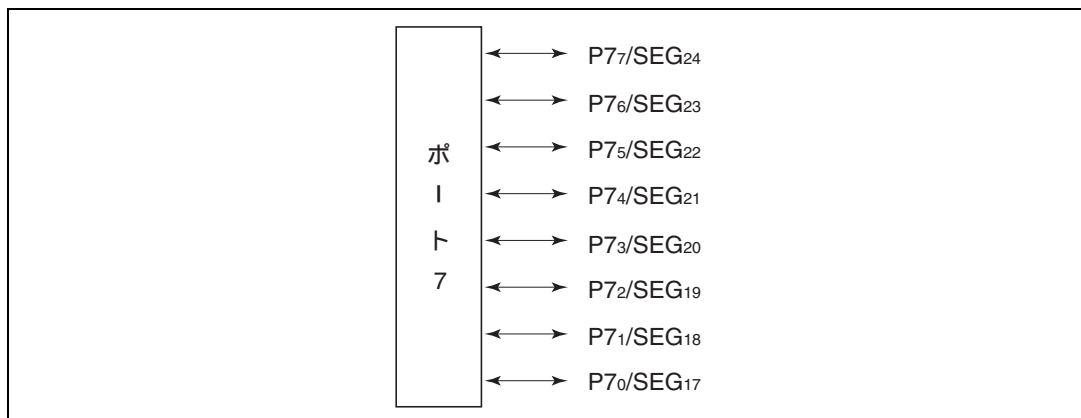 ポート7
P7₇/SEG₂₄
P7₆/SEG₂₃
P7₅/SEG₂₂
P7₄/SEG₂₁
P7₃/SEG₂₀
P7₂/SEG₁₉
P7₁/SEG₁₈
P7₀/SEG₁₇